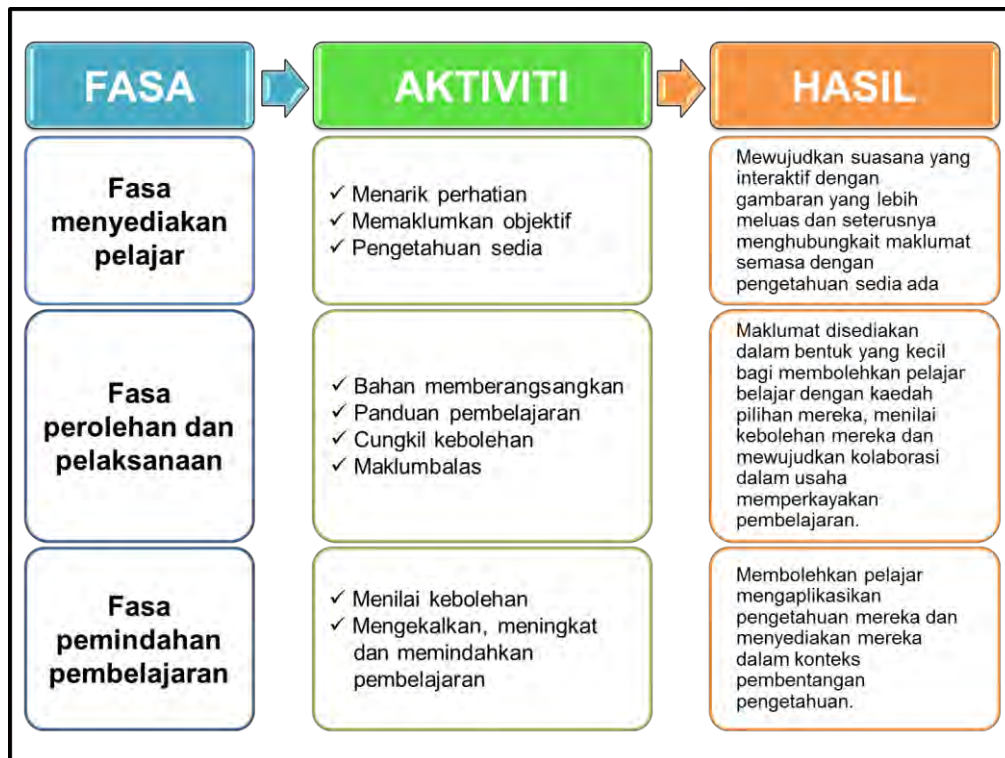 FASA
AKTIVITI
HASIL
Fasa
menyediakan
pelajar
✓ Menarik perhatian
✓ Memaklumkan objektif
✓ Pengetahuan sedia
Mewujudkan suasana yang
interaktif dengan
gambaran yang lebih
meluas dan seterusnya
menghubungkait maklumat
semasa dengan
pengetahuan sedia ada
Fasa
perolehan dan
pelaksanaan
✓ Bahan memberangsangkan
✓ Panduan pembelajaran
✓ Cungkil kebolehan
✓ Maklumbalas
Maklumat disediakan
dalam bentuk yang kecil
bagi membolehkan pelajar
belajar dengan kaedah
pilihan mereka, menilai
kebolehan mereka dan
mewujudkan kolaborasi
dalam usaha
memperkayakan
pembelajaran.
Fasa
pemindahan
pembelajaran
✓ Menilai kebolehan
✓ Mengekalkan, meningkat
dan memindahkan
pembelajaran
Membolehkan pelajar
mengaplikasikan
pengetahuan mereka dan
menyediakan mereka
dalam konteks
pembentangan
pengetahuan.